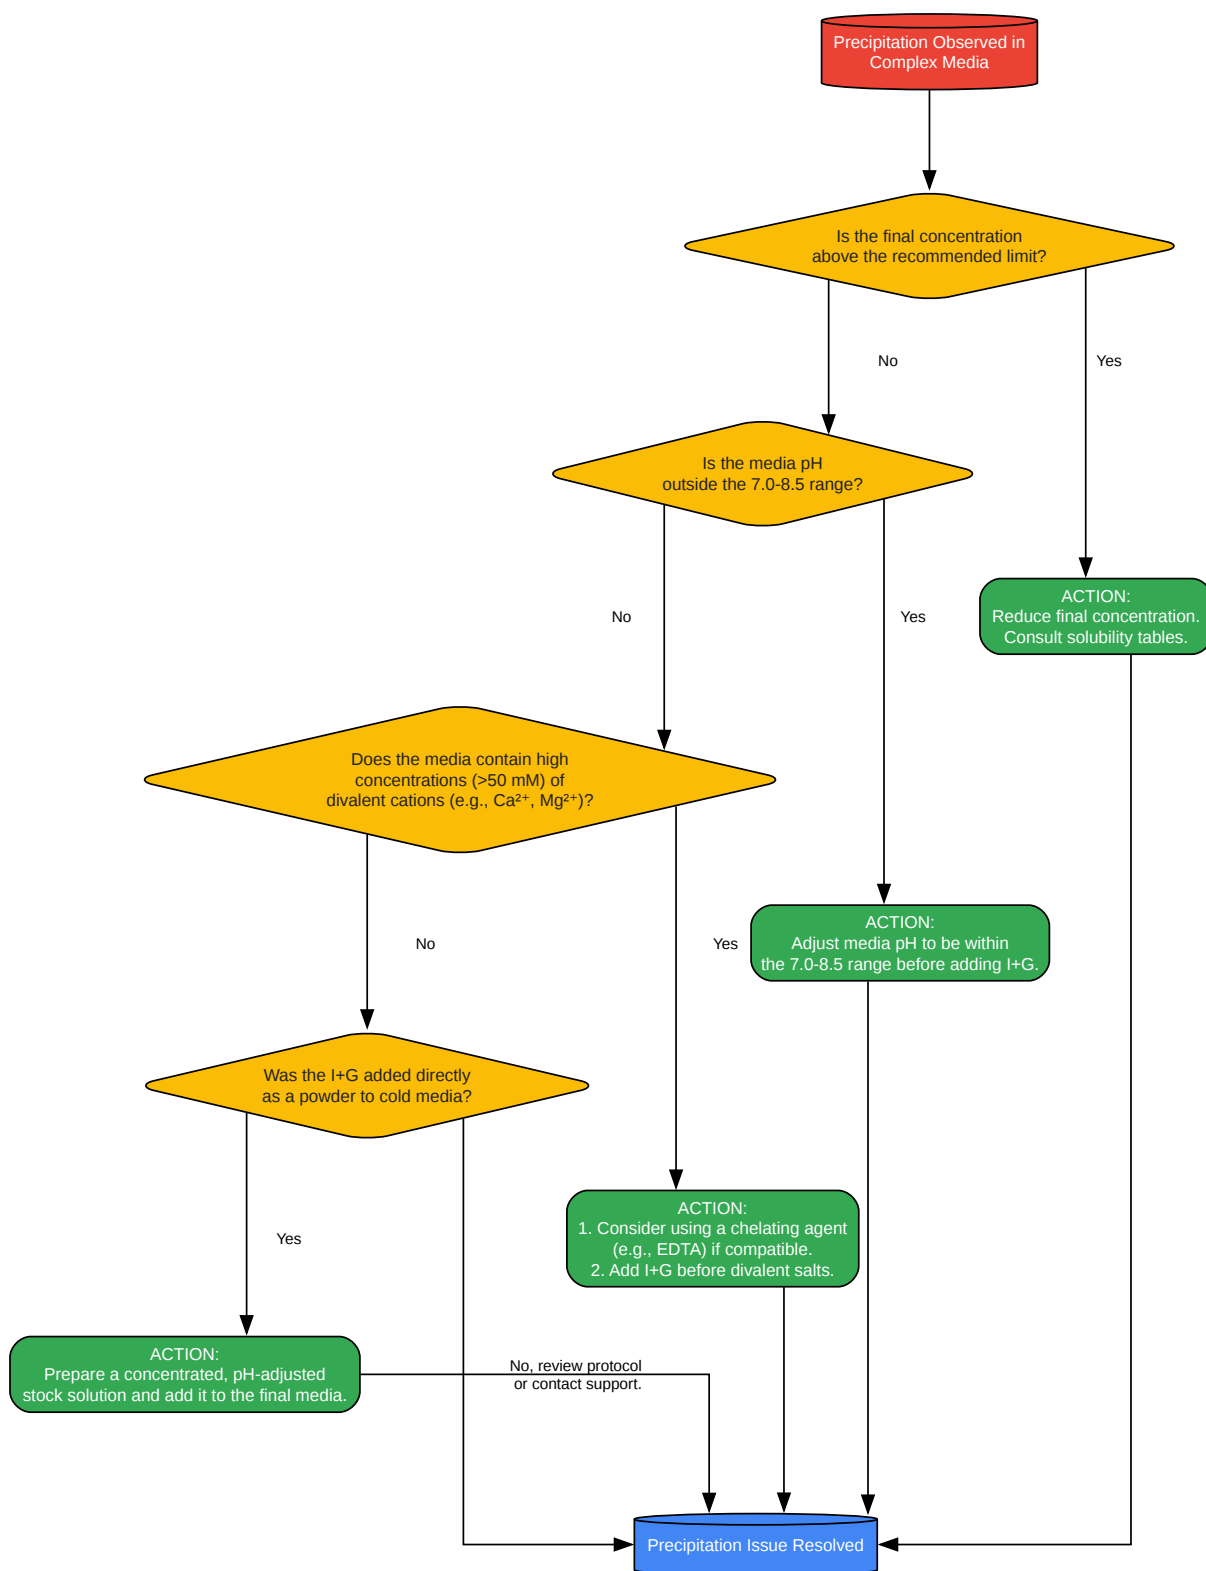 Precipitation Observed in
Complex Media
Is the final concentration
above the recommended limit?
No
Yes
Is the media pH
outside the 7.0-8.5 range?
No
Yes
ACTION:
Reduce final concentration.
Consult solubility tables.
Does the media contain high
concentrations (>50 mM) of
divalent cations (e.g., Ca²⁺, Mg²⁺)?
No
Yes
ACTION:
Adjust media pH to be within
the 7.0-8.5 range before adding I+G.
Was the I+G added directly
as a powder to cold media?
Yes
ACTION:
1. Consider using a chelating agent
(e.g., EDTA) if compatible.
2. Add I+G before divalent salts.
ACTION:
Prepare a concentrated, pH-adjusted
stock solution and add it to the final media.
No, review protocol
or contact support.
Precipitation Issue Resolved